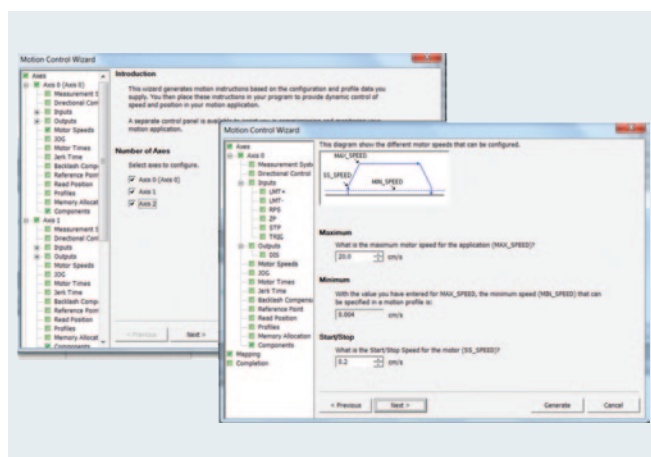 Motion Control Wizard
Axes
Axis 0 (Axis 0)
Measurement S
Directional Con
Inputs
Outputs
Motor Speeds
JOG
Motor Times
Jerk Time
Backlash Comp
Reference Point
Read Position
Profiles
Memory Allocat
Components
Axis 1
Measurement S
Directional Con
Inputs
Outputs
Motor Speeds
JOG
Motor Times
Jerk Time
Backlash Comp
Reference Point
Read Position
Profiles
Memory Allocat
Components
Introduction
This wizard generates motion instructions based on the configuration and profile data you
supply. You then place these instructions in your program to provide dynamic control of
speed and position in your motion application.
A separate control panel is available to assist you in
motion application.
Number of Axes
Select axes to configure.
Axis 0 (Axis 0)
Axis 1
Axis 2
< Previous
Next >
Motion Control Wizard
Axes
Axis 0
Measurement Syste
Directional Control
Inputs
LMT+
LMT-
RPS
ZP
STP
TRIG
Outputs
DIS
Motor Speeds
JOG
Motor Times
Jerk Time
Backlash Compensa
Reference Point
Read Position
Profiles
Memory Allocation
Components
Mapping
Completion
This diagram show the different motor speeds that can be configured.
MAX_SPEED
SS_SPEED
MIN_SPEED
Maximum
What is the maximum motor speed for the application (MAX_SPEED)?
20.0 cm/s
Minimum
With the value you have entered for MAX_SPEED, the minimum speed (MIN_SPEED) that can
be specified in a motion profile is:
0.004 cm/s
Start/Stop
What is the Start/Stop Speed for the motor (SS_SPEED)?
0.2 cm/s
< Previous
Next >
Generate
Cancel